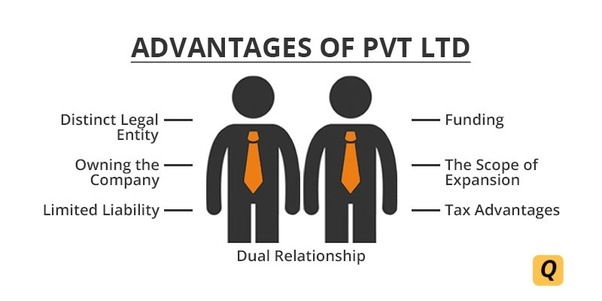 ADVANTAGES OF PVT LTD
Distinct Legal
Entity
Owning the
Company
Limited Liability
Funding
The Scope of
Expansion
Tax Advantages
Dual Relationship
Q